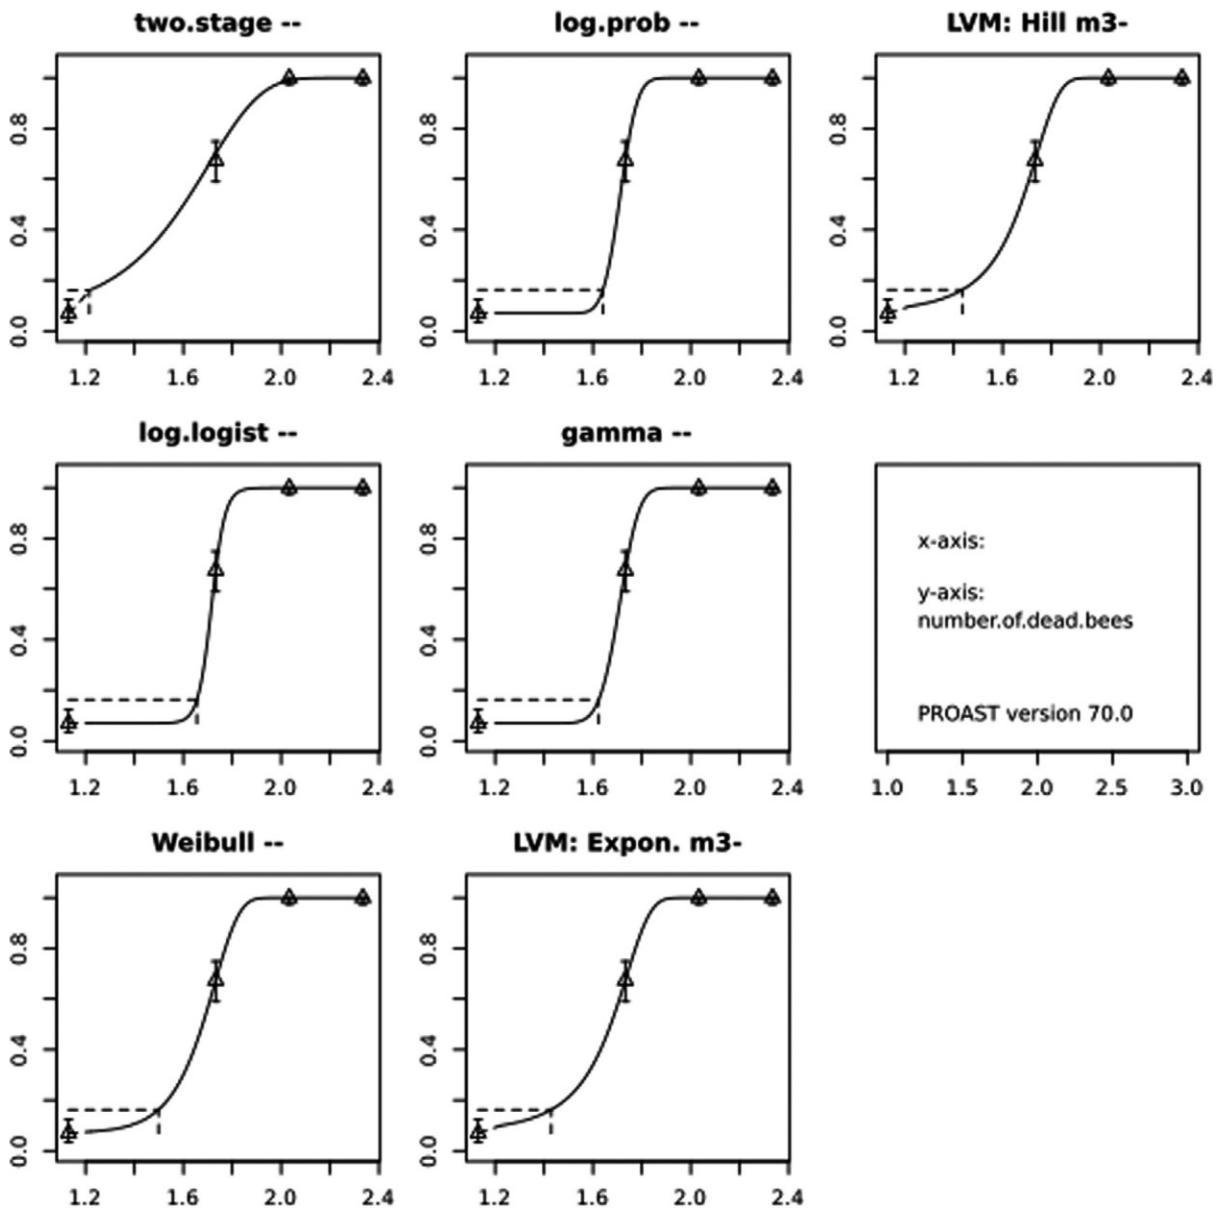 two.stage --
log.prob --
LVM: Hill m3-
0.0 0.4 0.8
1.2 1.6 2.0 2.4
0.0 0.4 0.8
1.2 1.6 2.0 2.4
0.0 0.4 0.8
1.2 1.6 2.0 2.4
log.logist --
gamma --
0.0 0.4 0.8
1.2 1.6 2.0 2.4
0.0 0.4 0.8
1.2 1.6 2.0 2.4
x-axis:
y-axis:
number.of.dead.bees
PROAST version 70.0
1.0 1.5 2.0 2.5 3.0
Weibull --
LVM: Expon. m3-
0.0 0.4 0.8
1.2 1.6 2.0 2.4
0.0 0.4 0.8
1.2 1.6 2.0 2.4